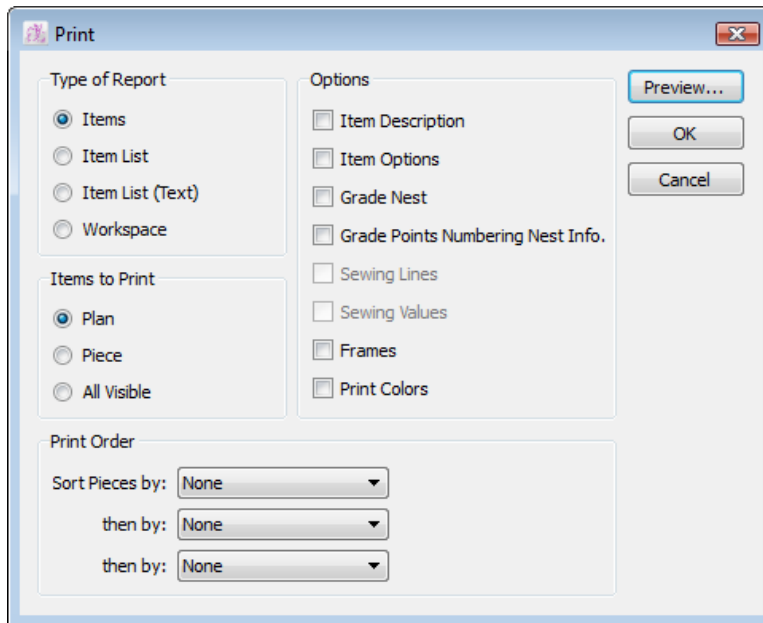 Print
Type of Report
Items
Item List
Item List (Text)
Workspace
Items to Print
Plan
Piece
All Visible
Options
Item Description
Item Options
Grade Nest
Grade Points Numbering Nest Info.
Sewing Lines
Sewing Values
Frames
Print Colors
Preview...
OK
Cancel
Print Order
Sort Pieces by: None
then by: None
then by: None